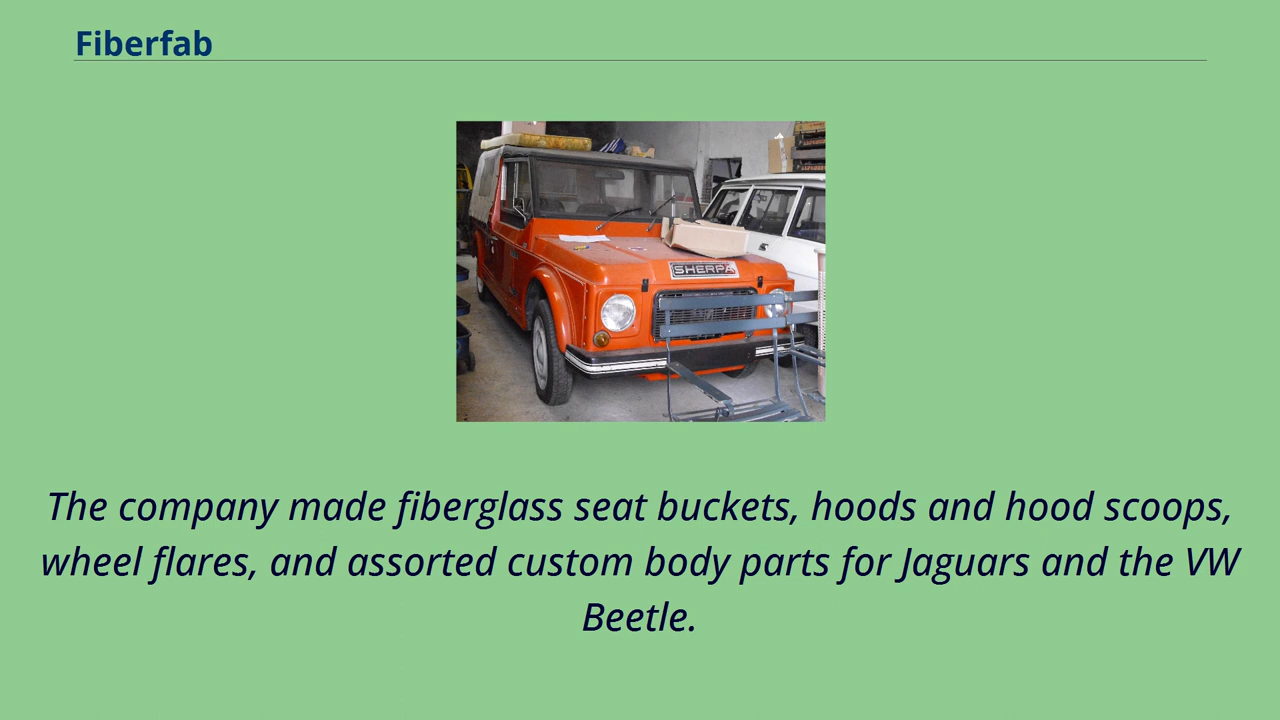 Fiberfab
SHERPA
The company made fiberglass seat buckets, hoods and hood scoops,
wheel flares, and assorted custom body parts for Jaguars and the VW
Beetle.